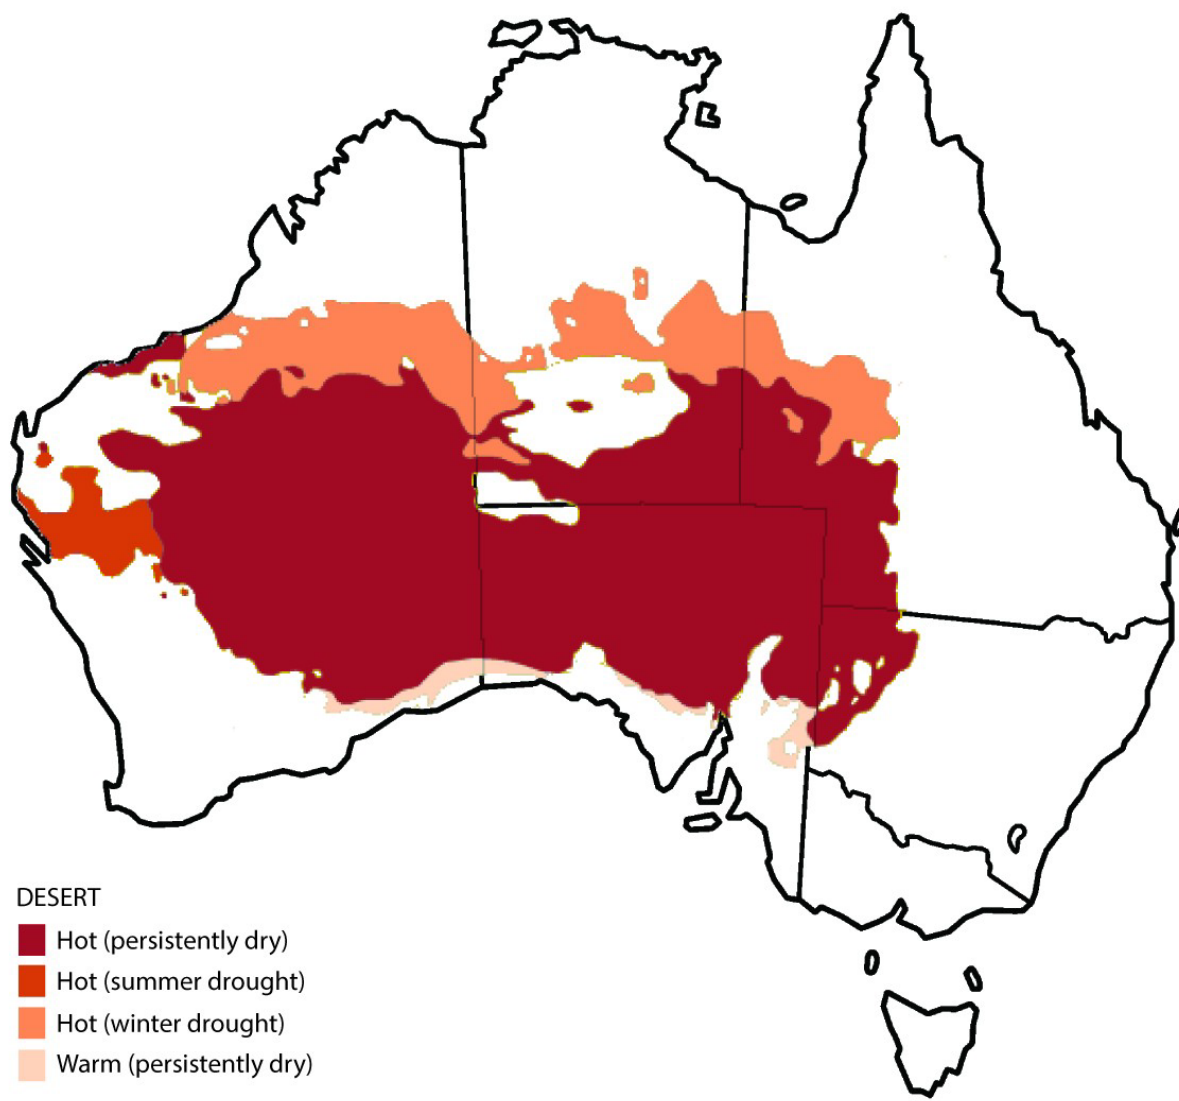 DESERT
Hot (persistently dry)
Hot (summer drought)
Hot (winter drought)
Warm (persistently dry)